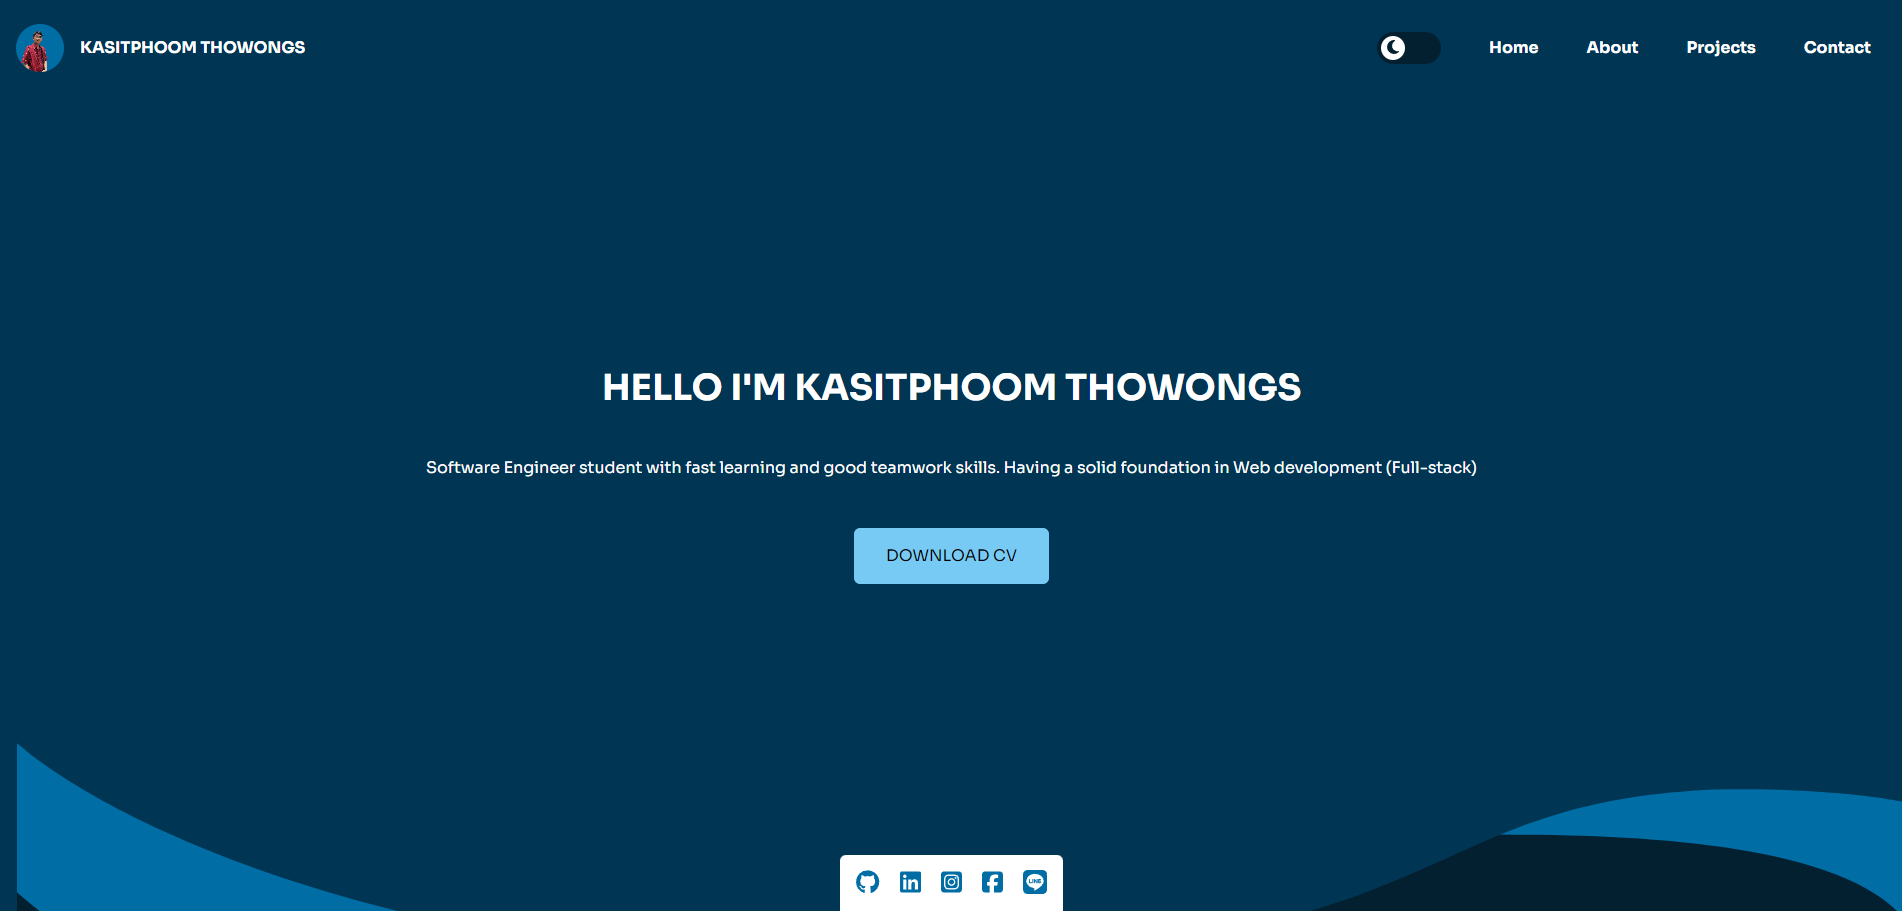 KASITPHOOM THOWONGS
Home
About
Projects
Contact
HELLO I'M KASITPHOOM THOWONGS
Software Engineer student with fast learning and good teamwork skills. Having a solid foundation in Web development (Full-stack)
DOWNLOAD CV
LINE